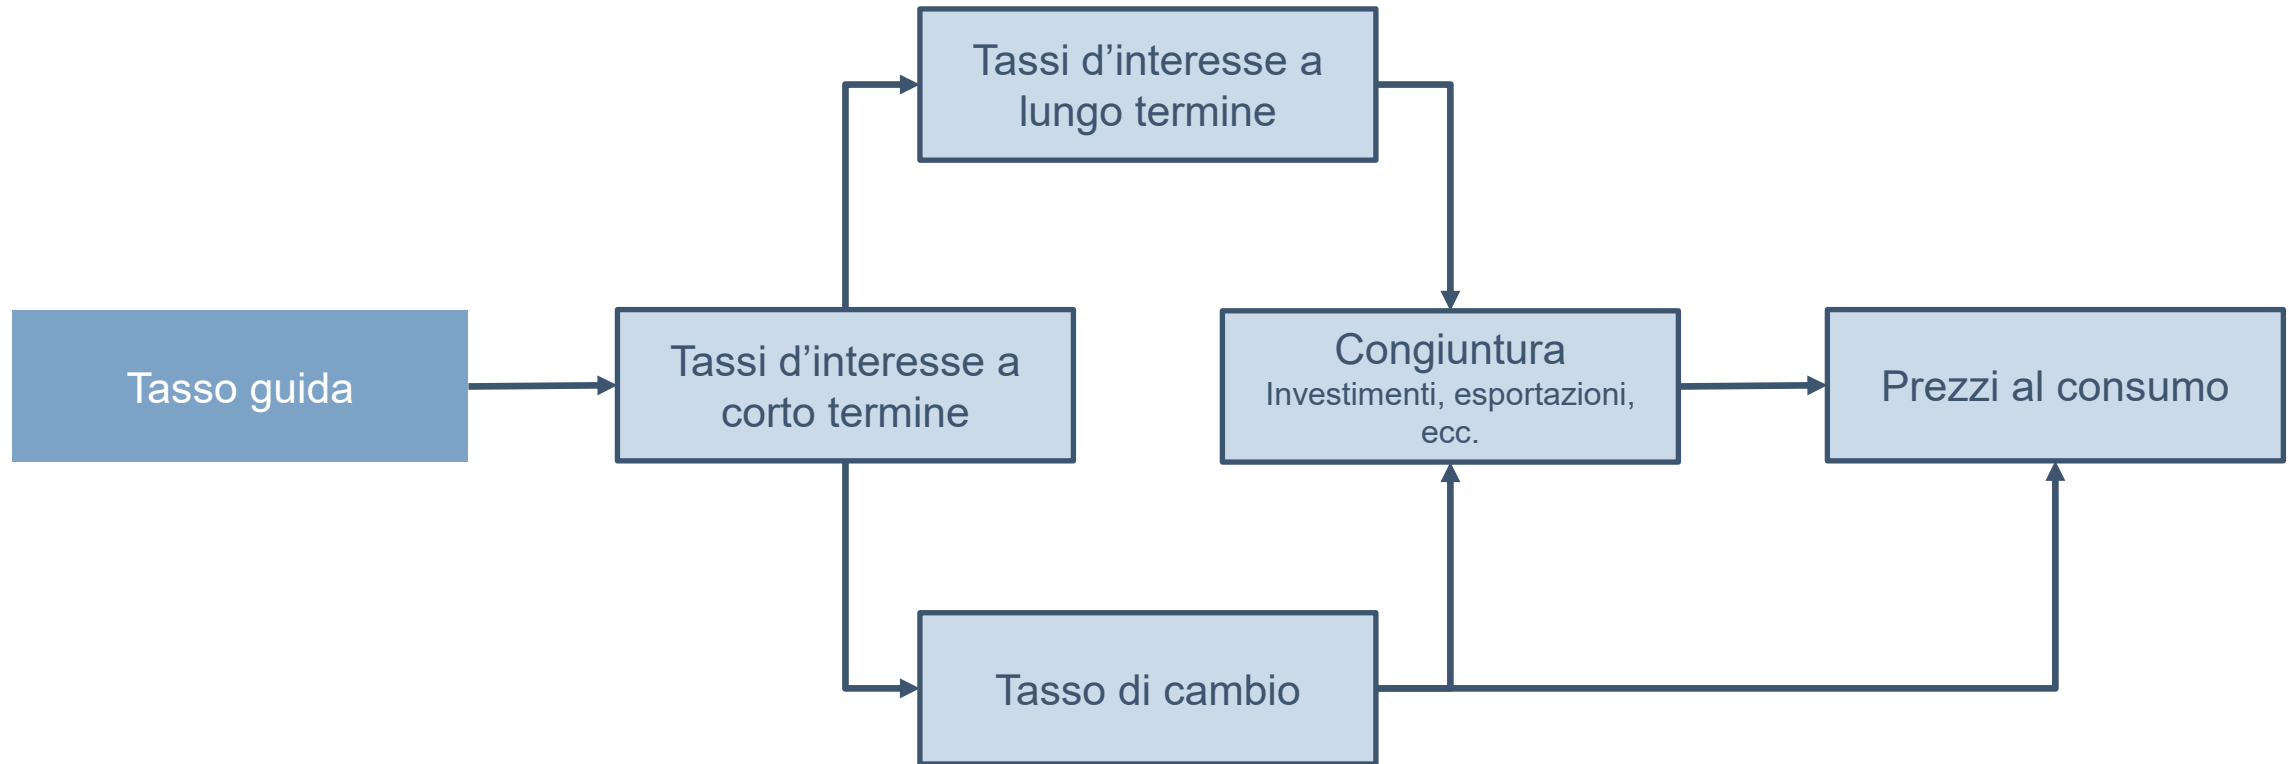 Tassi d’interesse a
lungo termine
Tasso guida
Tassi d’interesse a
corto termine
Congiuntura
Investimenti, esportazioni,
ecc.
Prezzi al consumo
Tasso di cambio